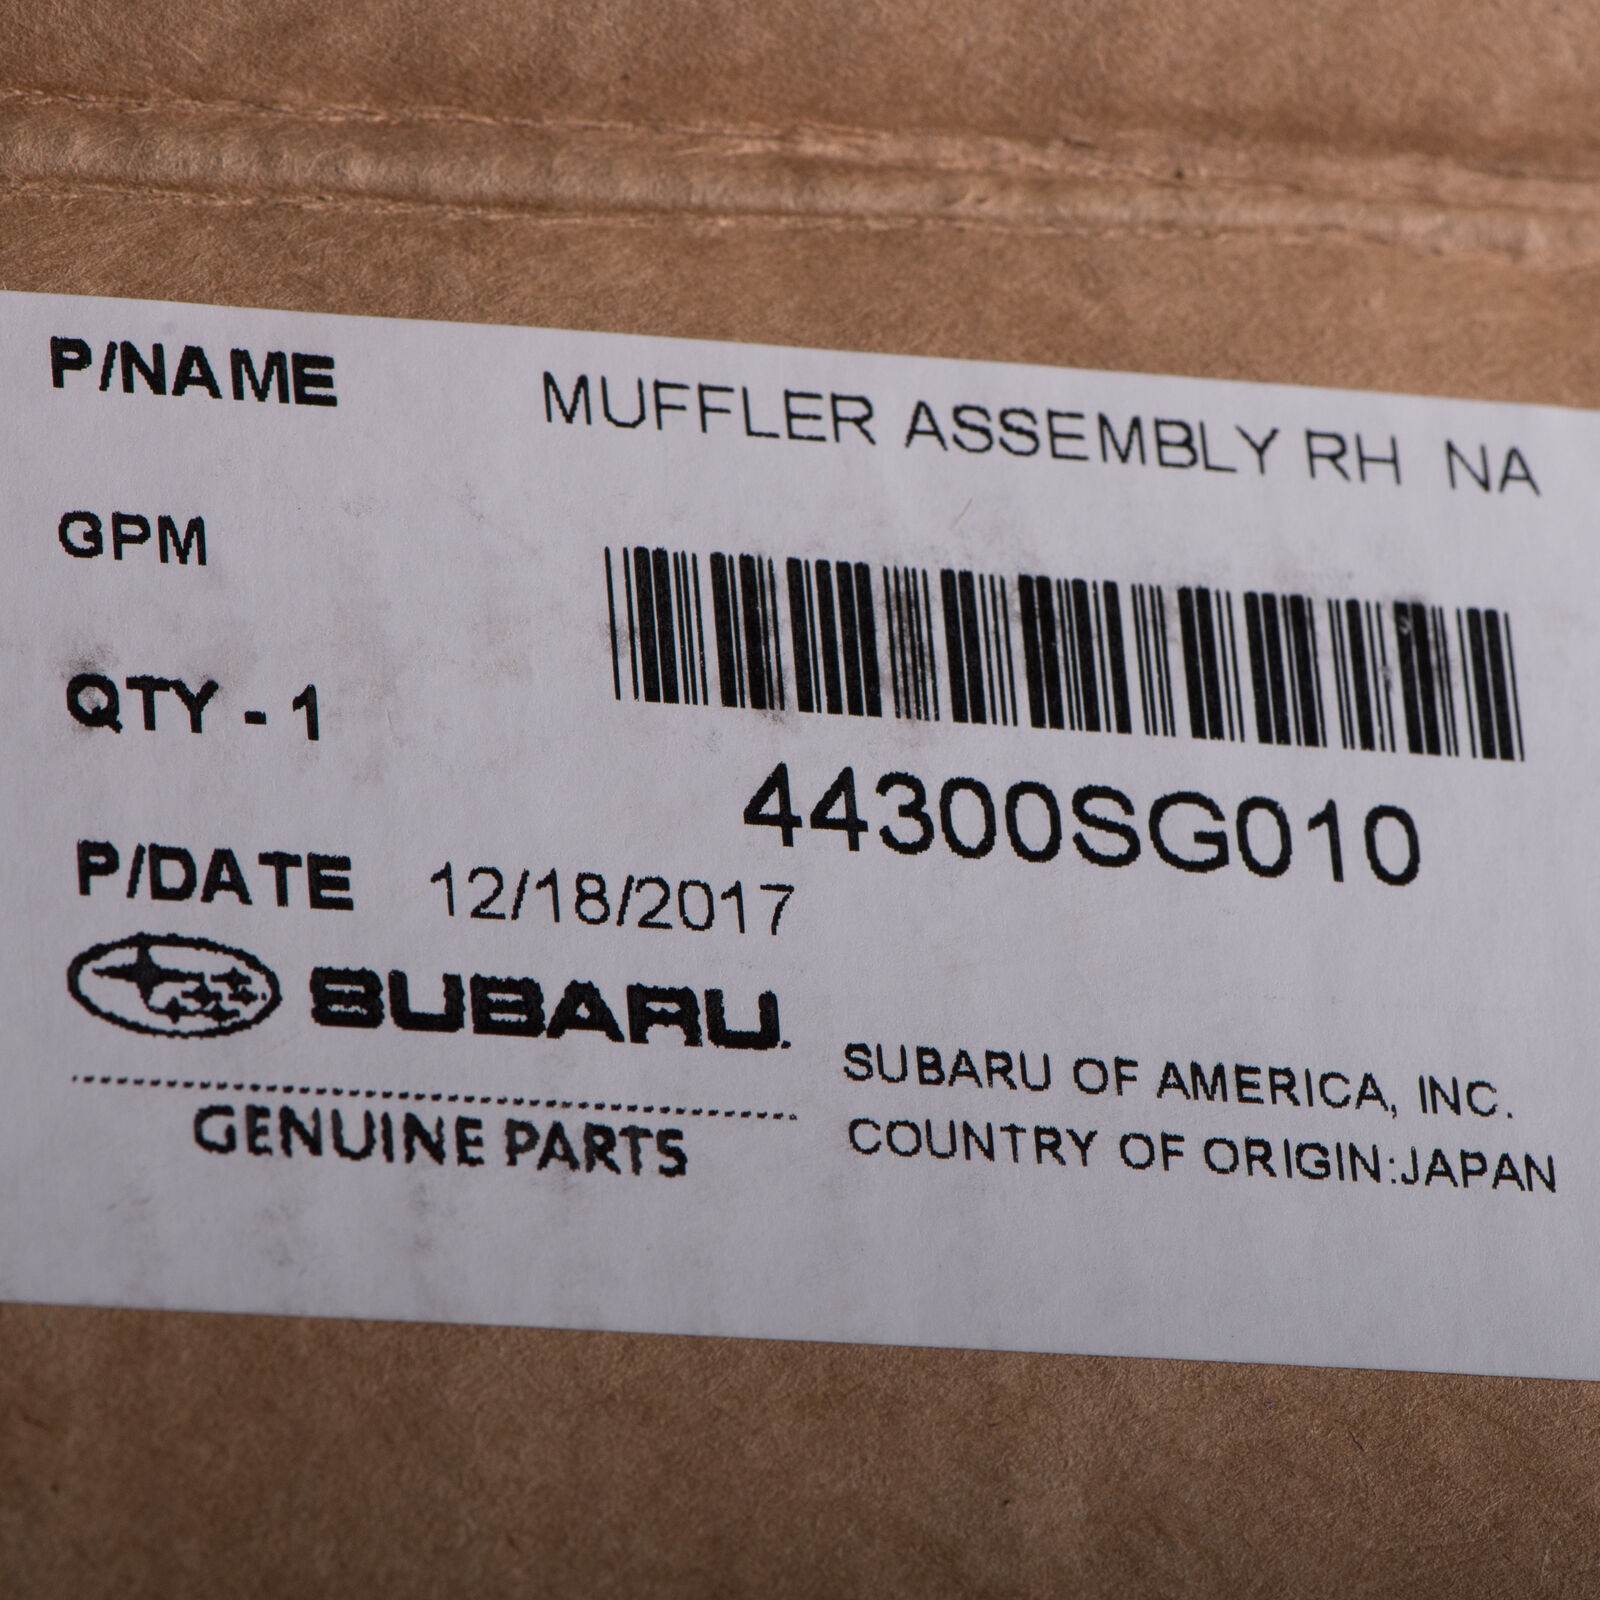 P/NAME MUFFLER ASSEMBLY RH NA
GPM
QTY - 1
44300SG010
P/DATE 12/18/2017
SUBARU.
GENUINE PARTS
SUBARU OF AMERICA, INC.
COUNTRY OF ORIGIN:JAPAN